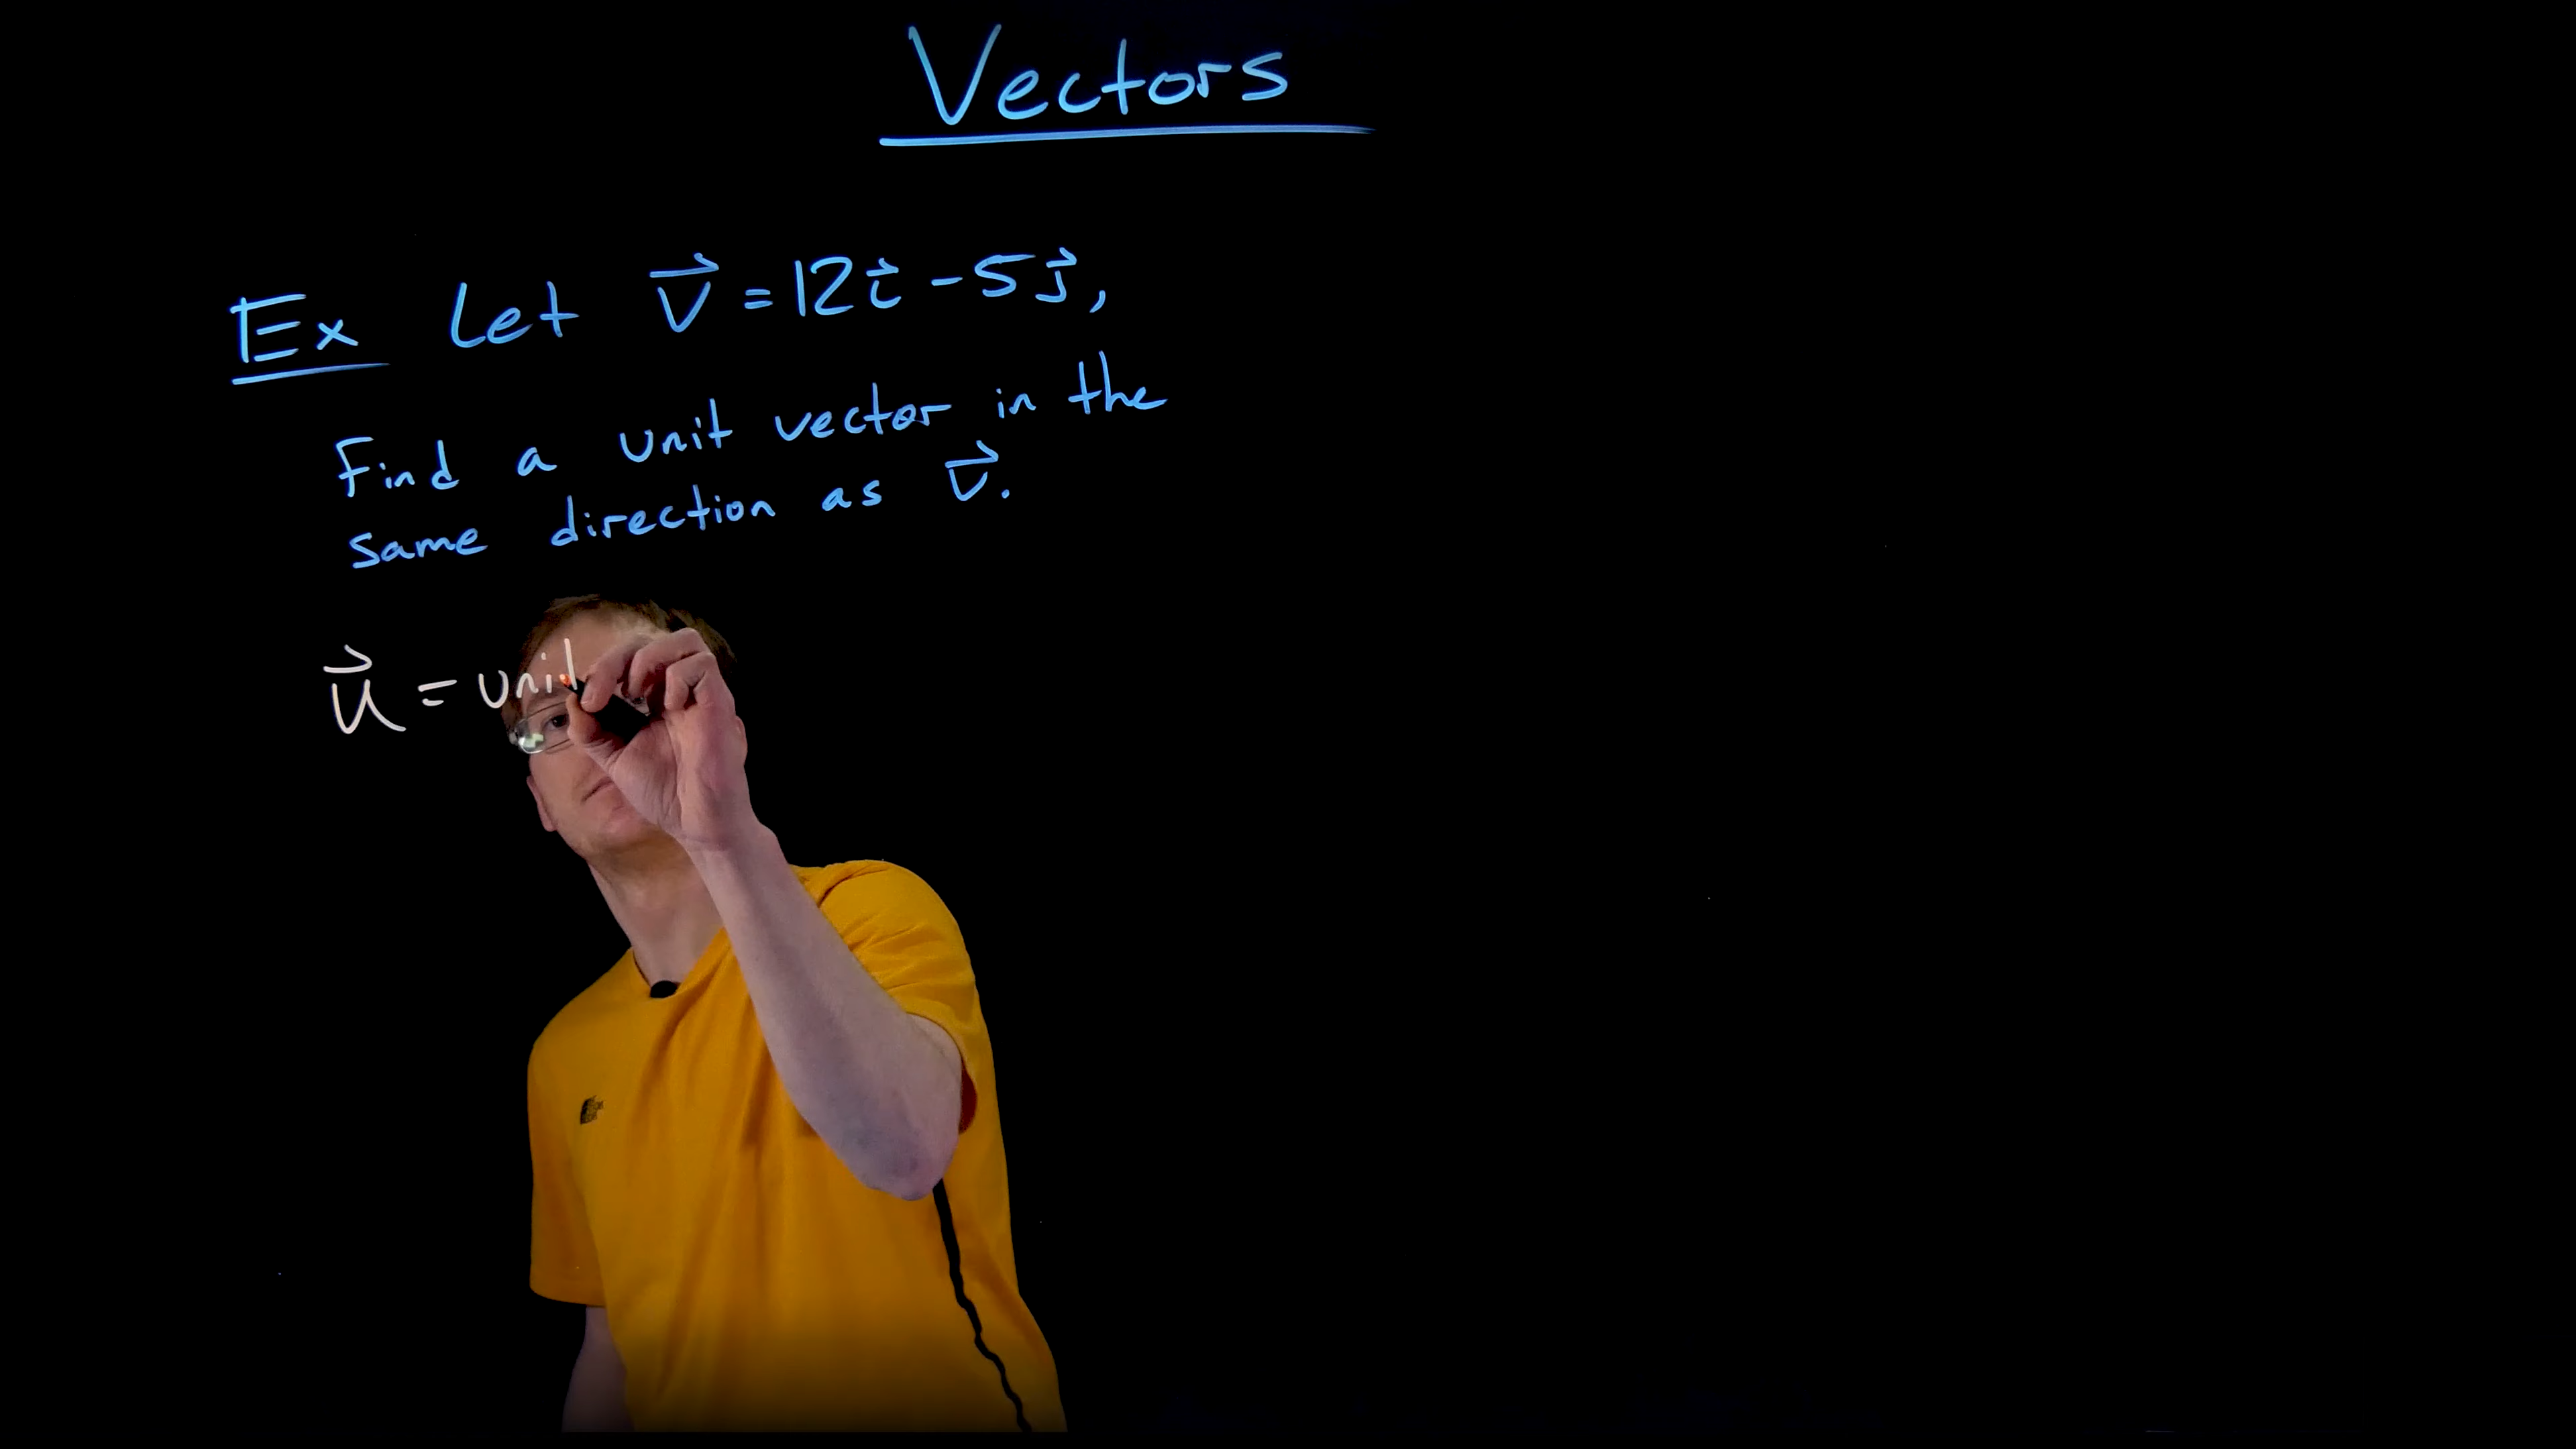 Vectors
Ex Let v⃗ = 12i⃗ - 5j⃗,
Find a unit vector in the
same direction as v⃗.
u⃗ = unit